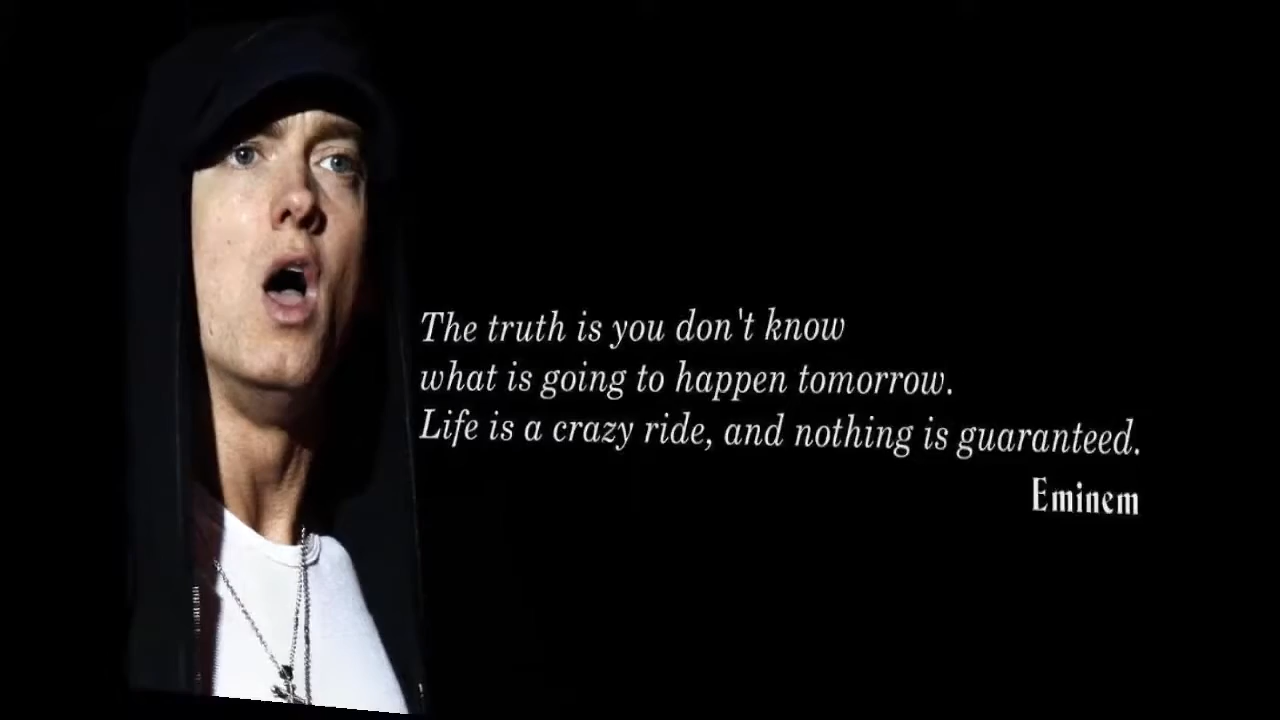 The truth is you don't know
what is going to happen tomorrow.
Life is a crazy ride, and nothing is guaranteed.
Eminem